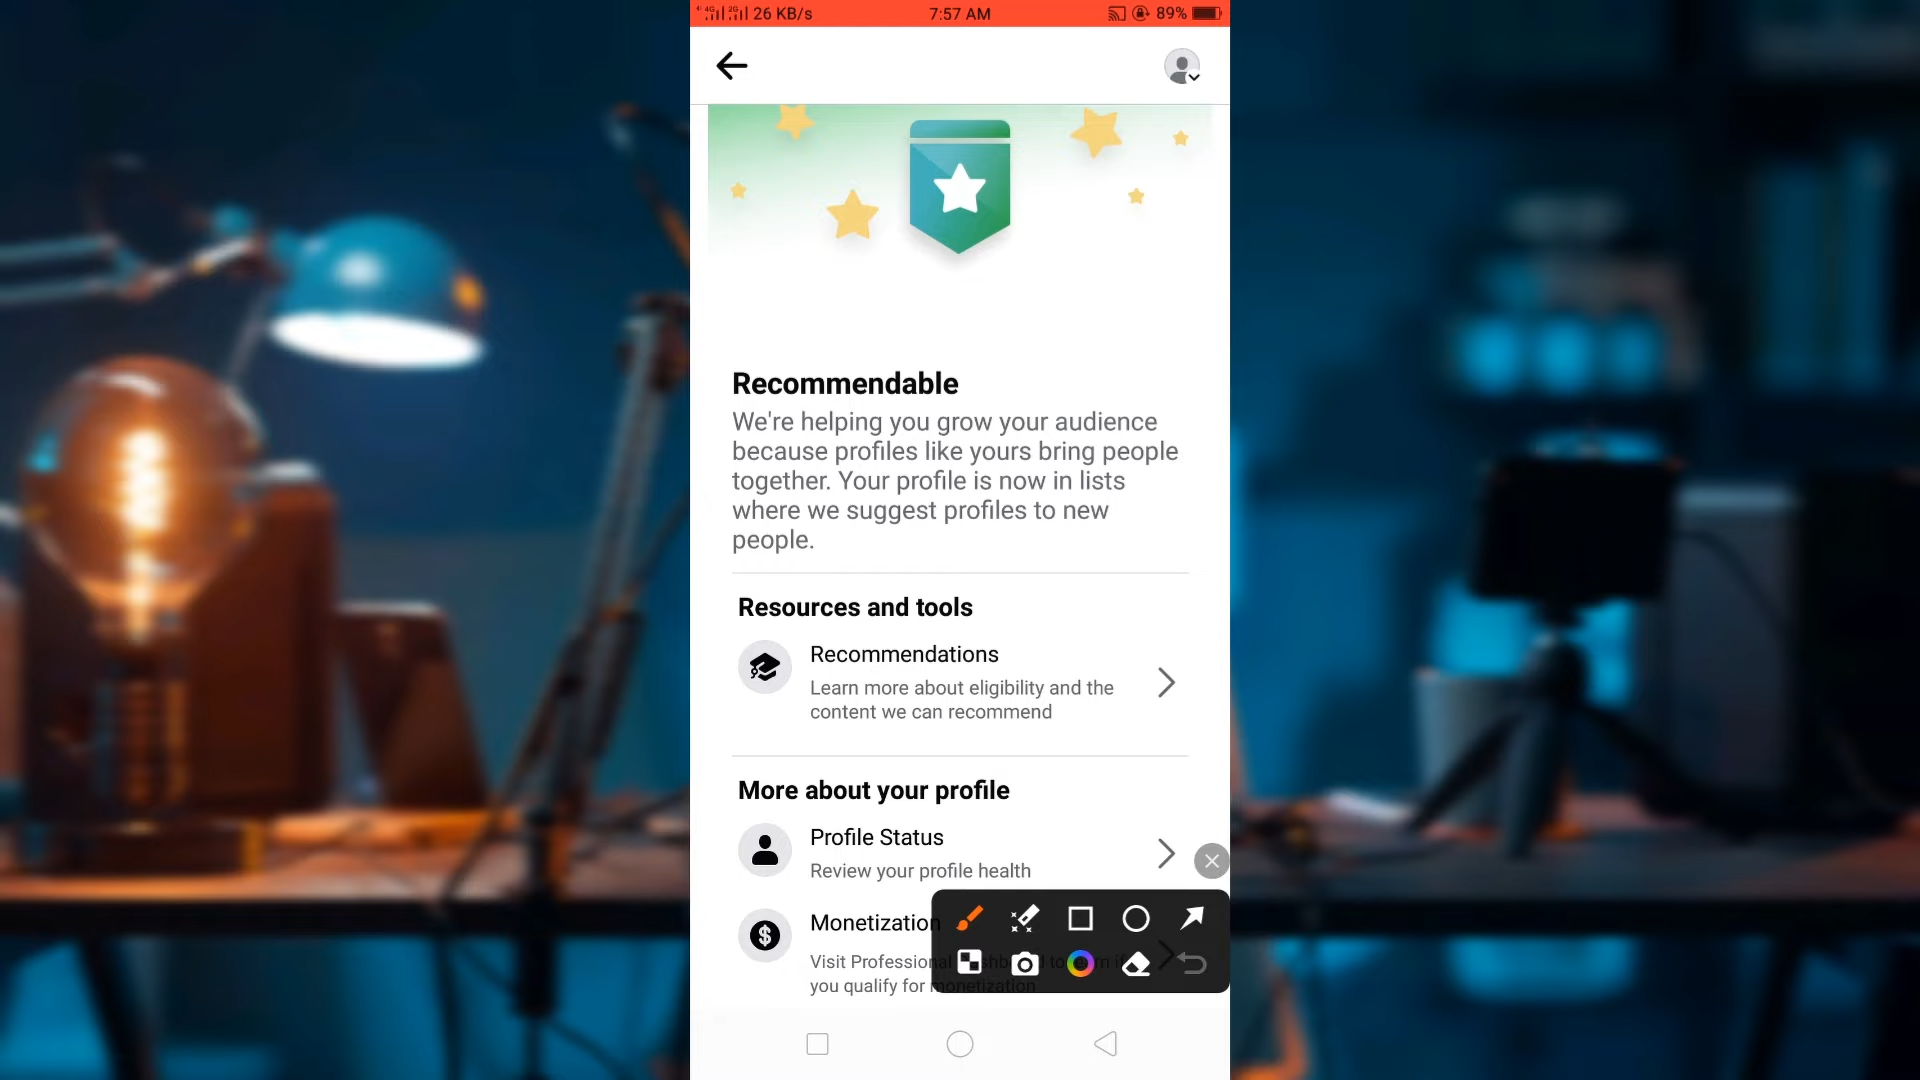 4G 2G 26 KB/s 7:57 AM 89%
Recommendable
We're helping you grow your audience
because profiles like yours bring people
together. Your profile is now in lists
where we suggest profiles to new
people.
Resources and tools
Recommendations
Learn more about eligibility and the
content we can recommend
More about your profile
Profile Status
Review your profile health
Monetization
Visit Professional
you qualify for monetization